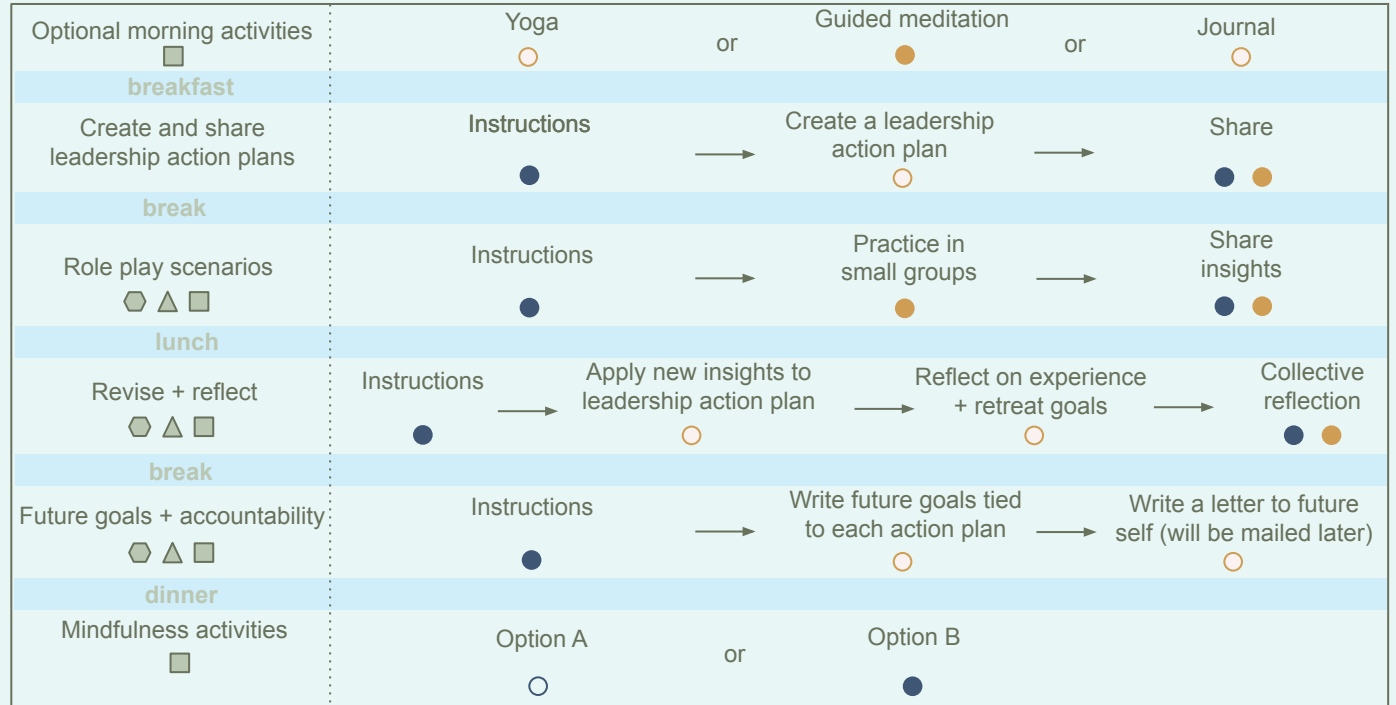 Optional morning activities
Yoga
or
Guided meditation
or
Journal
breakfast
Create and share
leadership action plans
Instructions
Create a leadership
action plan
Share
break
Role play scenarios
Instructions
Practice in
small groups
Share
insights
lunch
Revise + reflect
Instructions
Apply new insights to
leadership action plan
Reflect on experience
+ retreat goals
Collective
reflection
break
Future goals + accountability
Instructions
Write future goals tied
to each action plan
Write a letter to future
self (will be mailed later)
dinner
Mindfulness activities
Option A
or
Option B